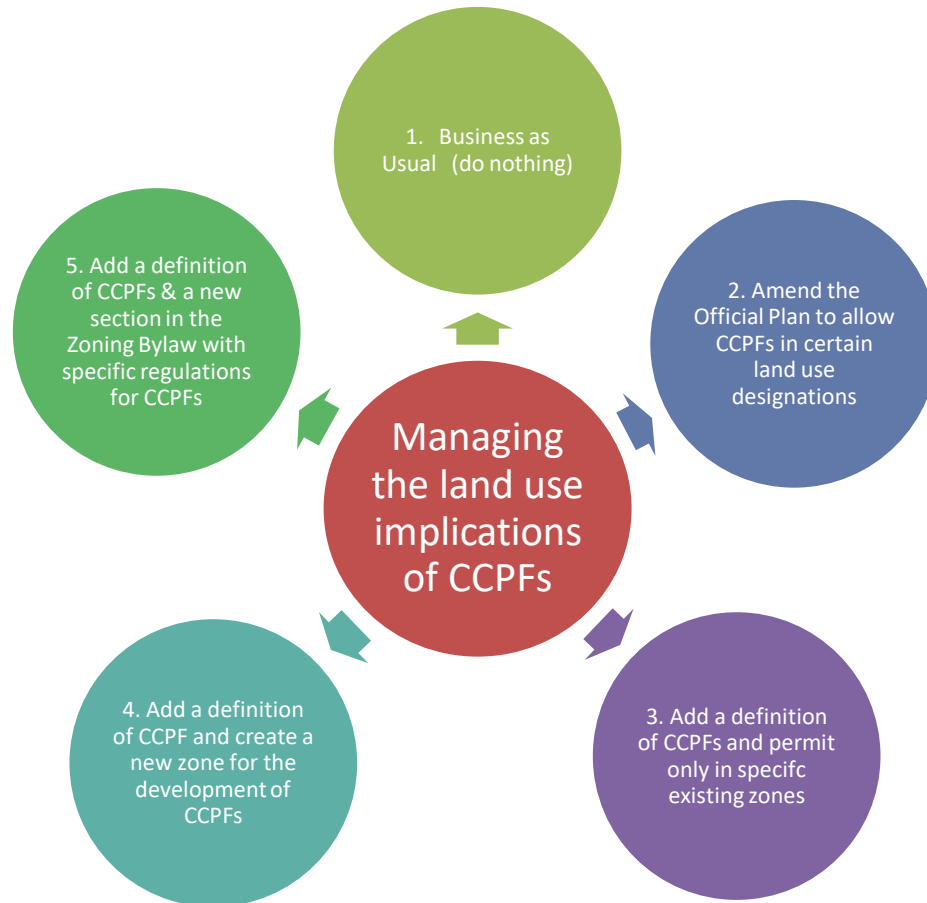 1. Business as
Usual (do nothing)
2. Amend the
Official Plan to allow
CCPFs in certain
land use
designations
3. Add a definition
of CCPFs and permit
only in specifc
existing zones
4. Add a definition
of CCPF and create a
new zone for the
development of
CCPFs
5. Add a definition
of CCPFs & a new
section in the
Zoning Bylaw with
specific regulations
for CCPFs
Managing
the land use
implications
of CCPFs